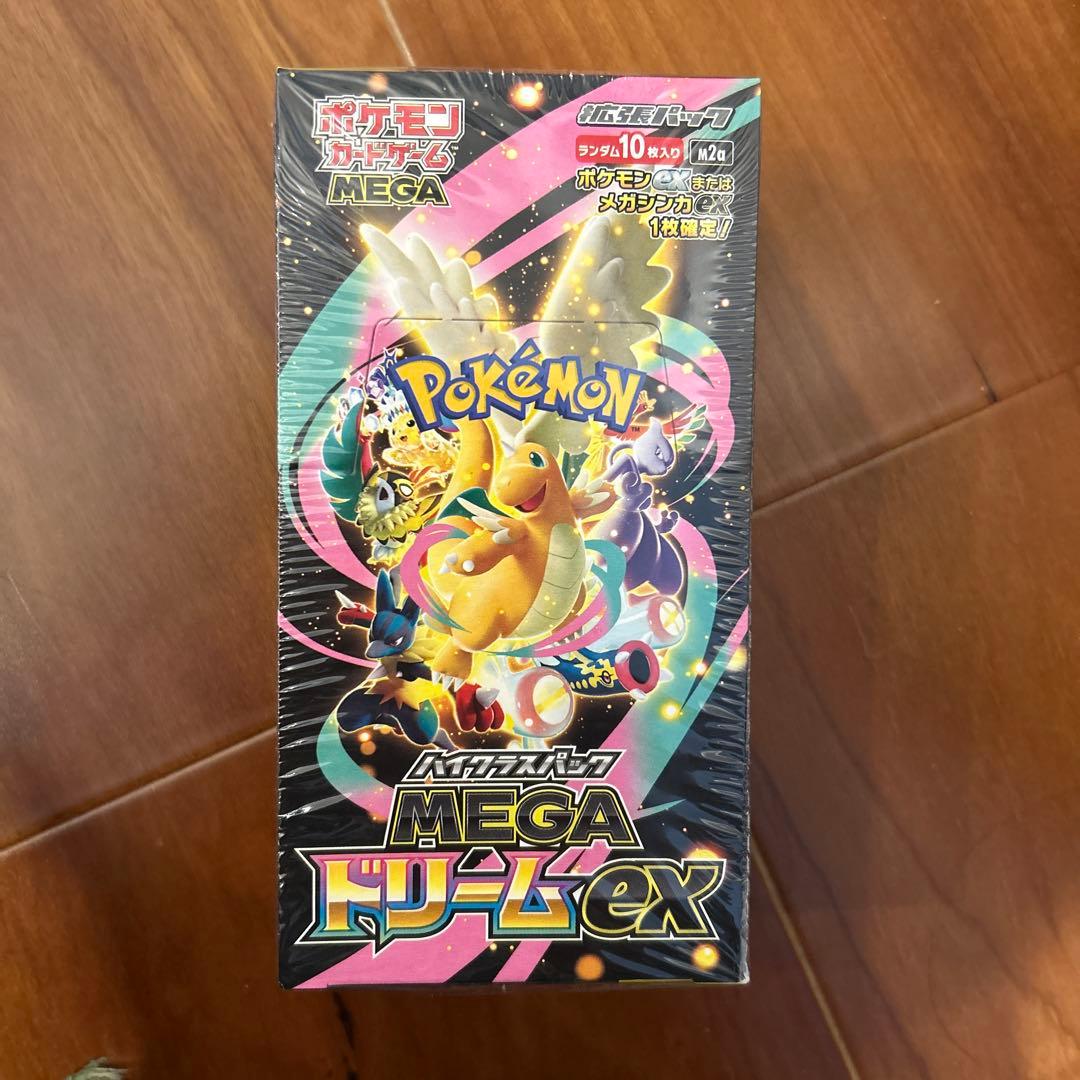 ポケモン
カードゲーム™
MEGA
拡張パック
ランダム10枚入り M2a
ポケモンexまたは
メガシンカex
1枚確定!
POKéMON™
ハイクラスパック
MEGA
ドリームex